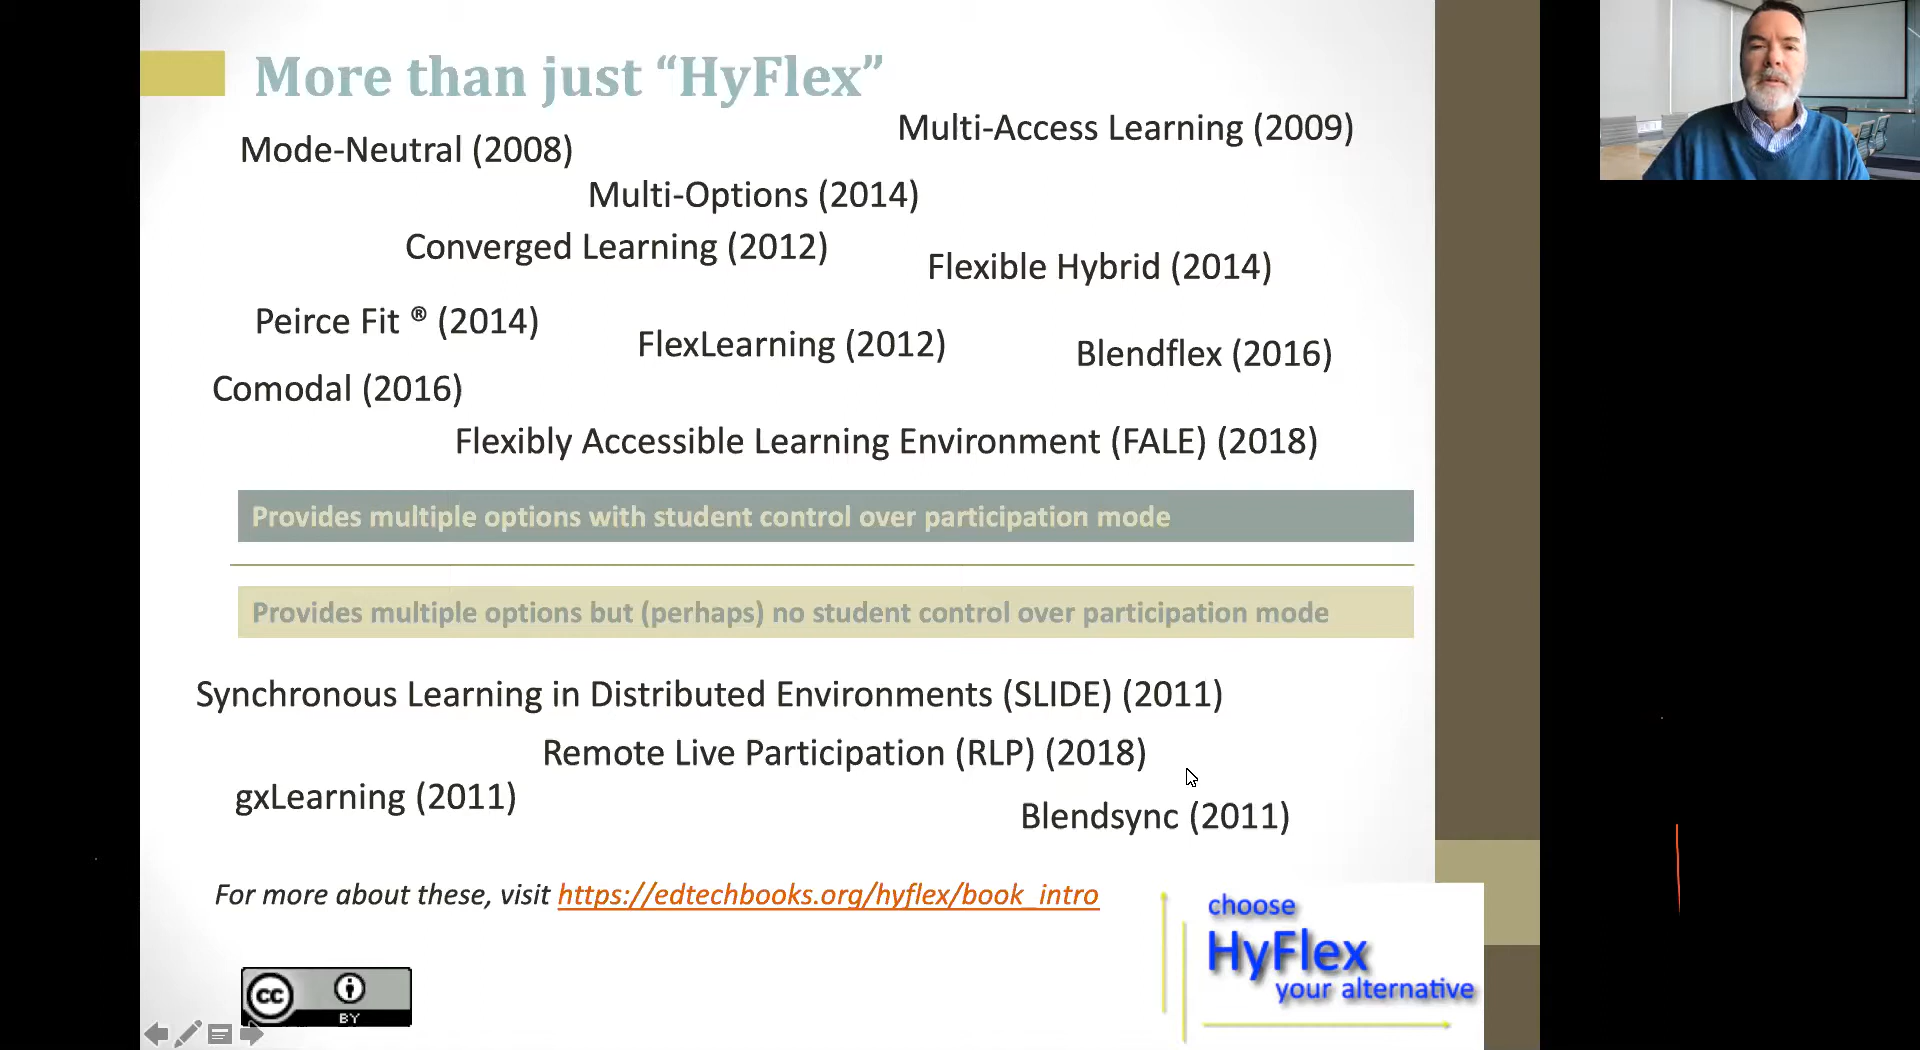 More than just “HyFlex”
Mode-Neutral (2008)
Multi-Access Learning (2009)
Multi-Options (2014)
Converged Learning (2012)
Flexible Hybrid (2014)
Peirce Fit ® (2014)
FlexLearning (2012)
Blendflex (2016)
Comodal (2016)
Flexibly Accessible Learning Environment (FALE) (2018)
Provides multiple options with student control over participation mode
Provides multiple options but (perhaps) no student control over participation mode
Synchronous Learning in Distributed Environments (SLIDE) (2011)
Remote Live Participation (RLP) (2018)
gxLearning (2011)
Blendsync (2011)
For more about these, visit https://edtechbooks.org/hyflex/book_intro
choose
HyFlex
your alternative
cc
BY